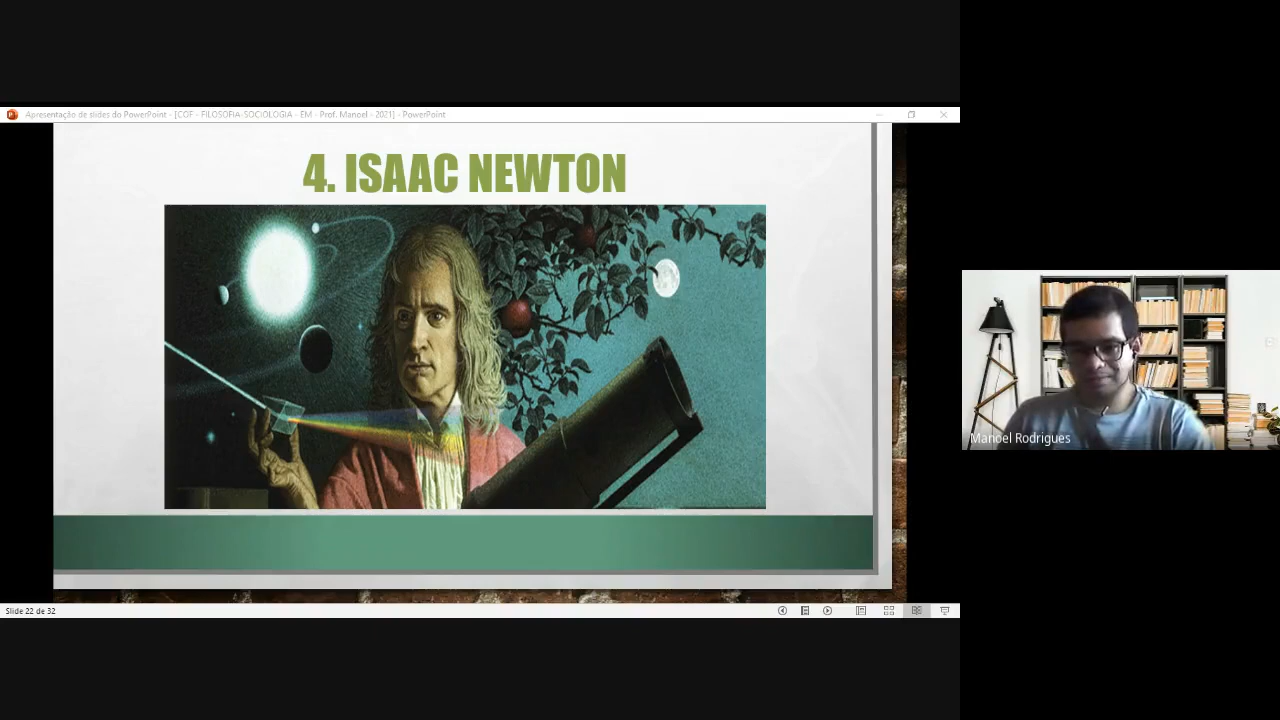 Apresentação de slides do PowerPoint - [COF - FILOSOFIA-SOCIOLOGIA - EM - Prof. Manoel - 2021] - PowerPoint
4. ISAAC NEWTON
Manoel Rodrigues
Slide 22 de 32